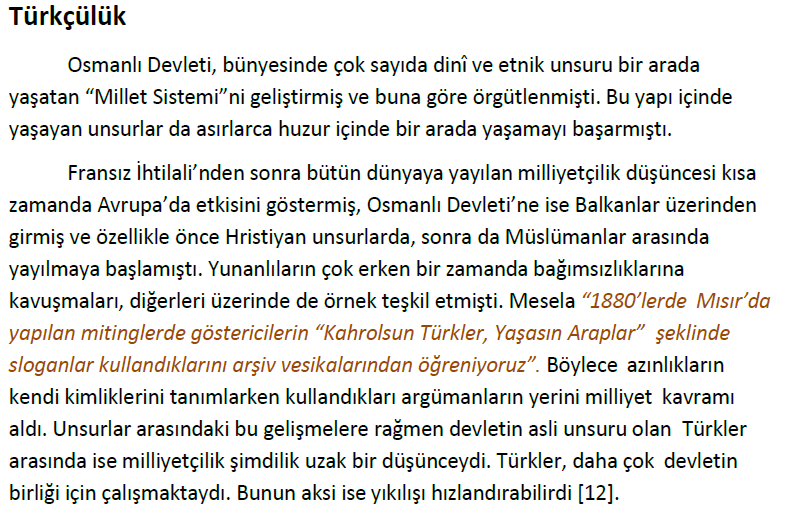 Türkçülük
Osmanlı Devleti, bünyesinde çok sayıda dinî ve etnik unsuru bir arada
yaşatan “Millet Sistemi”ni geliştirmiş ve buna göre örgütlenmişti. Bu yapı içinde
yaşayan unsurlar da asırlarca huzur içinde bir arada yaşamayı başarmıştı.
Fransız İhtilali’nden sonra bütün dünyaya yayılan milliyetçilik düşüncesi kısa
zamanda Avrupa’da etkisini göstermiş, Osmanlı Devleti’ne ise Balkanlar üzerinden
girmiş ve özellikle önce Hristiyan unsurlarda, sonra da Müslümanlar arasında
yayılmaya başlamıştı. Yunanlıların çok erken bir zamanda bağımsızlıklarına
kavuşmaları, diğerleri üzerinde de örnek teşkil etmişti. Mesela “1880’lerde Mısır’da
yapılan mitinglerde göstericilerin “Kahrolsun Türkler, Yaşasın Araplar” şeklinde
sloganlar kullandıklarını arşiv vesikalarından öğreniyoruz”. Böylece azınlıkların
kendi kimliklerini tanımlarken kullandıkları argümanların yerini milliyet kavramı
aldı. Unsurlar arasındaki bu gelişmelere rağmen devletin asli unsuru olan Türkler
arasında ise milliyetçilik şimdilik uzak bir düşünceydi. Türkler, daha çok devletin
birliği için çalışmaktaydı. Bunun aksi ise yıkılışı hızlandırabilirdi [12].